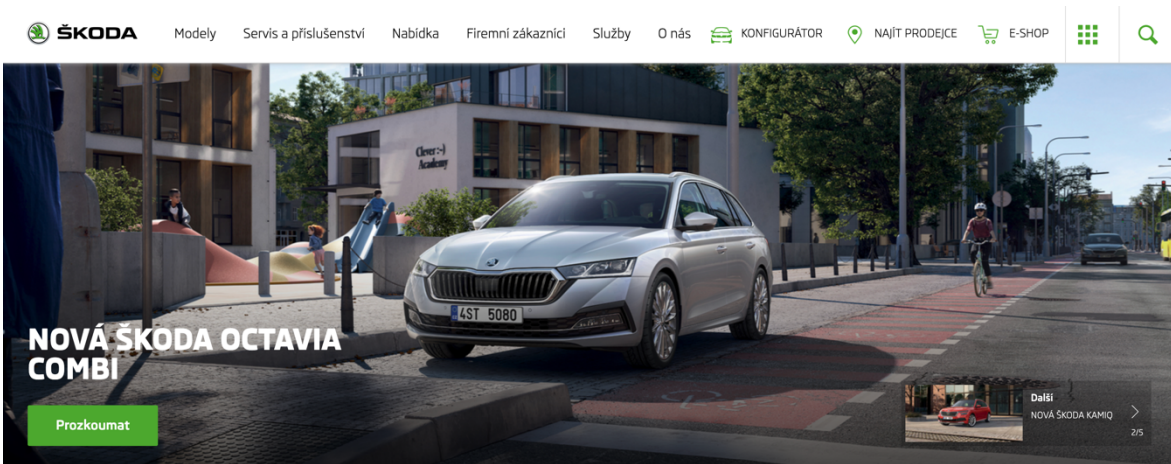 ŠKODA
Modely
Servis a příslušenství
Nabídka
Firemní zákazníci
Služby
O nás
KONFIGURÁTOR
NAJÍT PRODEJCE
E-SHOP
Clever :-)
Academy
4ST 5080
NOVÁ ŠKODA OCTAVIA
COMBI
Prozkoumat
Další
NOVÁ ŠKODA KAMIQ
2/5